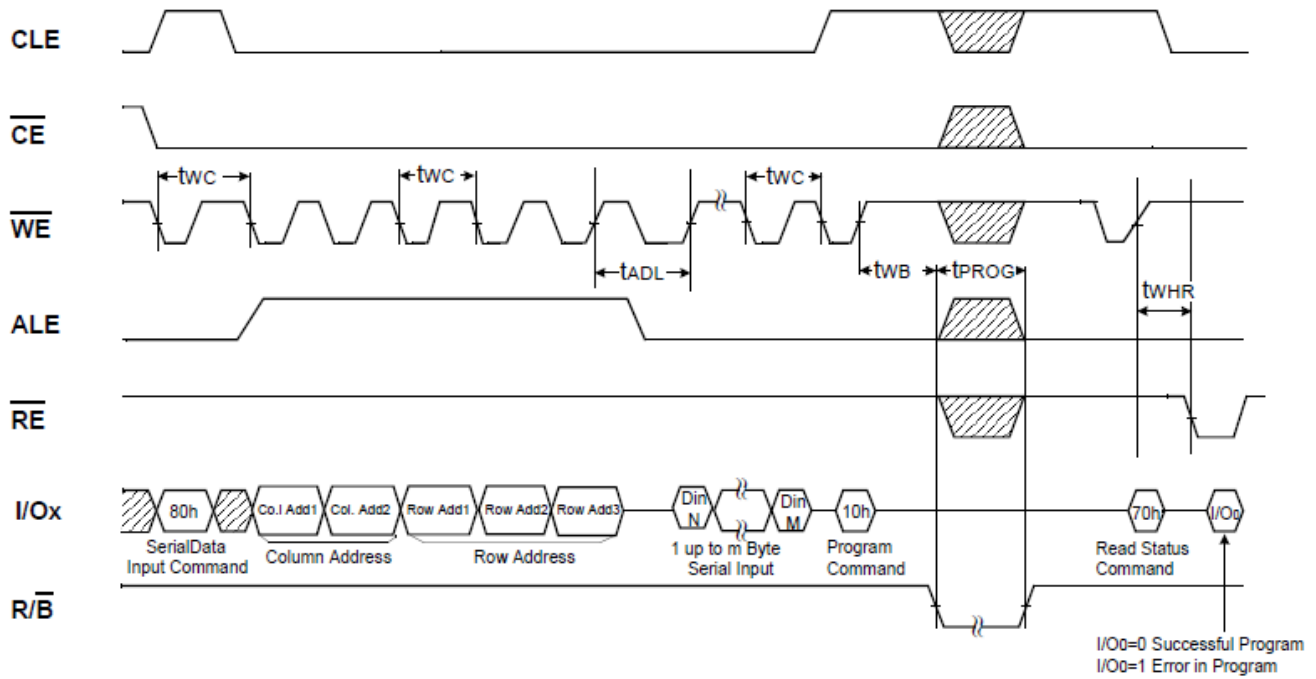 CLE
CE
tWC
tWC
tWC
WE
tADL
tWB
tPROG
tWHR
ALE
RE
I/Ox
80h
Co.l Add1
Col. Add2
Row Add1
Row Add2
Row Add3
Din
N
Din
M
10h
70h
I/O0
SerialData
Input Command
Column Address
Row Address
1 up to m Byte
Serial Input
Program
Command
Read Status
Command
R/B
I/O0=0 Successful Program
I/O0=1 Error in Program